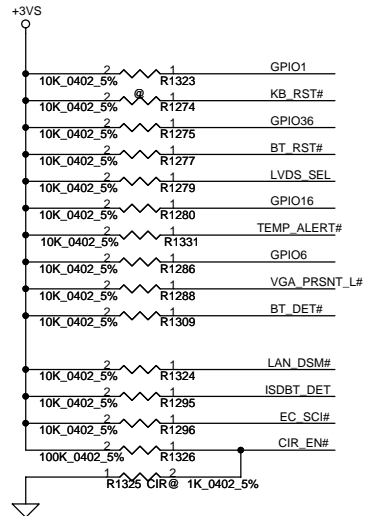 +3VS
2 1 GPIO1
10K_0402_5% R1323
@
2 1 KB_RST#
10K_0402_5% R1274
2 1 GPIO36
10K_0402_5% R1275
2 1 BT_RST#
10K_0402_5% R1277
2 1 LVDS_SEL
10K_0402_5% R1279
2 1 GPIO16
10K_0402_5% R1280
2 1 TEMP_ALERT#
10K_0402_5% R1331
2 1 GPIO6
10K_0402_5% R1286
2 1 VGA_PRSNT_L#
10K_0402_5% R1288
2 1 BT_DET#
10K_0402_5% R1309
2 1 LAN_DSM#
10K_0402_5% R1324
2 1 ISDBT_DET
10K_0402_5% R1295
2 1 EC_SCI#
10K_0402_5% R1296
2 1 CIR_EN#
100K_0402_5% R1326
1 2
R1325 CIR@ 1K_0402_5%